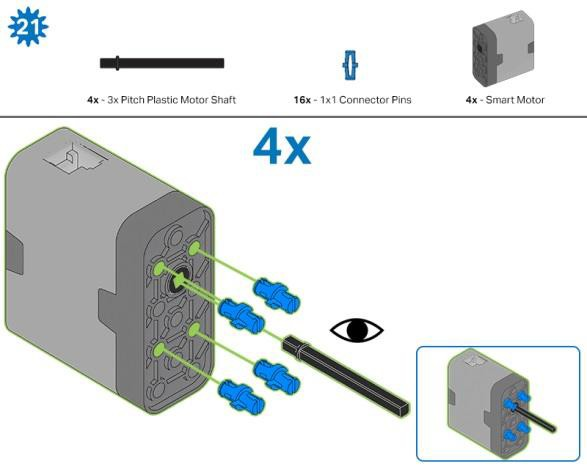 21
4x - 3x Pitch Plastic Motor Shaft
16x - 1x1 Connector Pins
4x - Smart Motor
4x